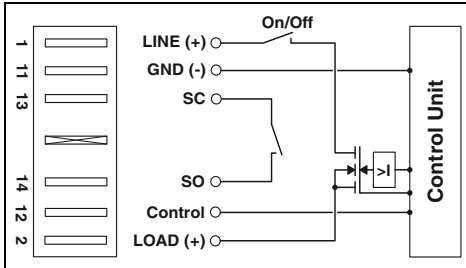 On/Off
1 LINE (+)
11 GND (-)
13 SC
14 SO
12 Control
2 LOAD (+)
>I
Control Unit